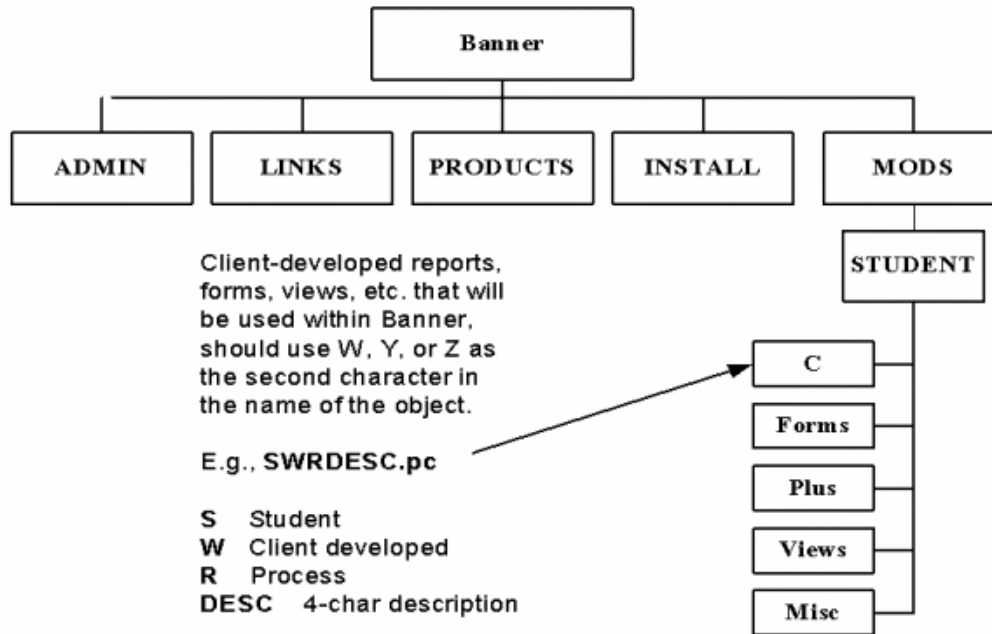 Banner
ADMIN
LINKS
PRODUCTS
INSTALL
MODS
STUDENT
Client-developed reports,
forms, views, etc. that will
be used within Banner,
should use W, Y, or Z as
the second character in
the name of the object.
E.g., SWRDESC.pc
S Student
W Client developed
R Process
DESC 4-char description
C
Forms
Plus
Views
Misc